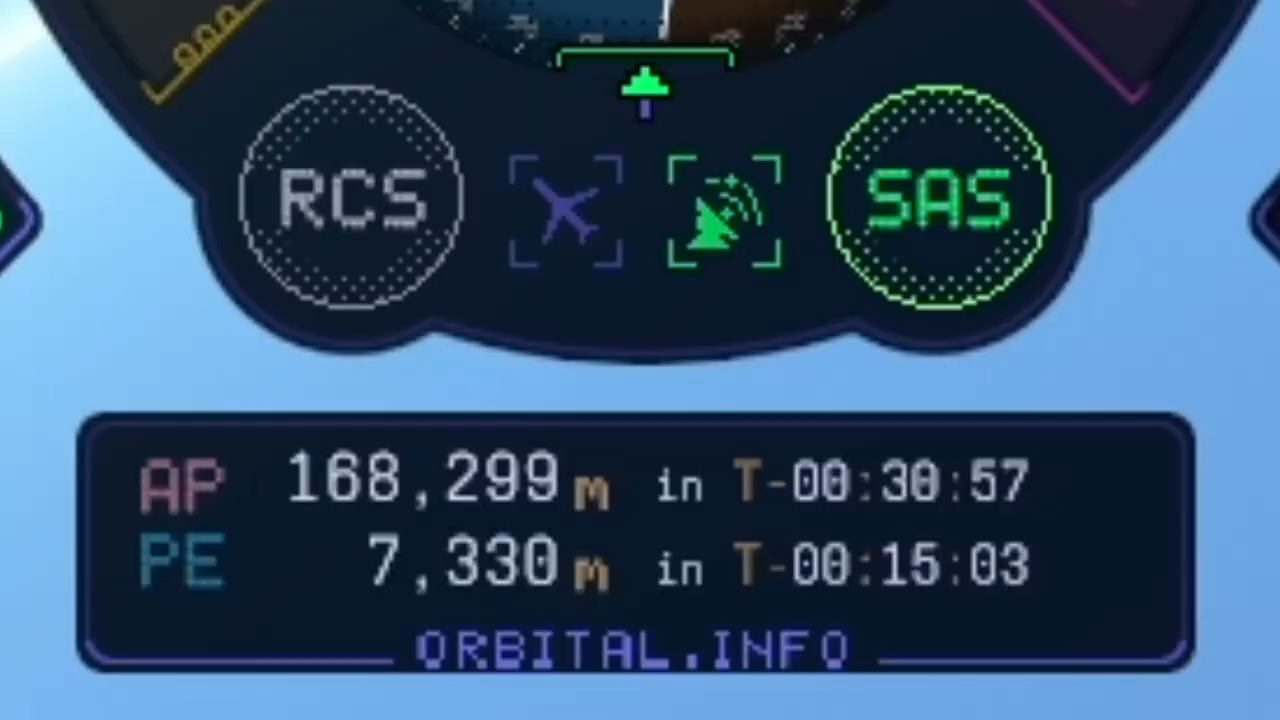 RCS
SAS
AP 168,299 m in T-00:30:57
PE 7,330 m in T-00:15:03
ORBITAL.INFO